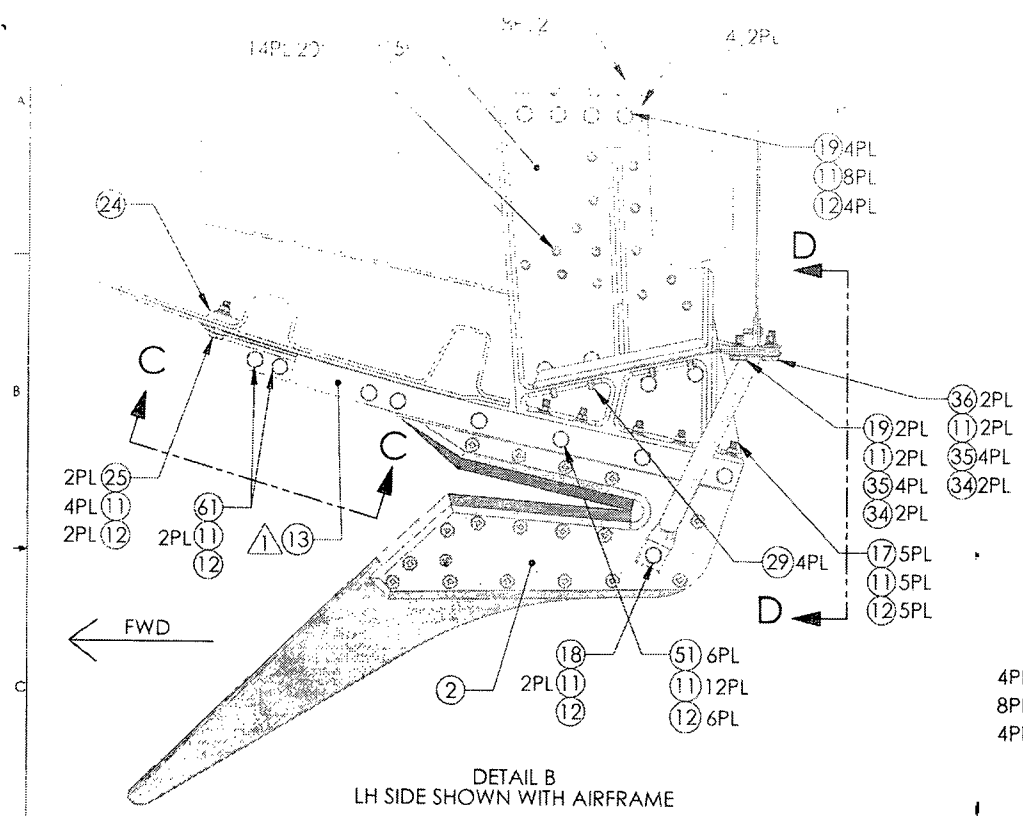 A
19 4PL
11 8PL
12 4PL
24
D
C
B
C
36 2PL
19 2PL
11 2PL
11 2PL
35 4PL
35 4PL
34 2PL
34 2PL
2PL 25
4PL 11
2PL 12
61
2PL 11
12
1 13
29 4PL
17 5PL
11 5PL
12 5PL
D
FWD
C
2
18
2PL 11
12
51 6PL
11 12PL
12 6PL
DETAIL B
LH SIDE SHOWN WITH AIRFRAME